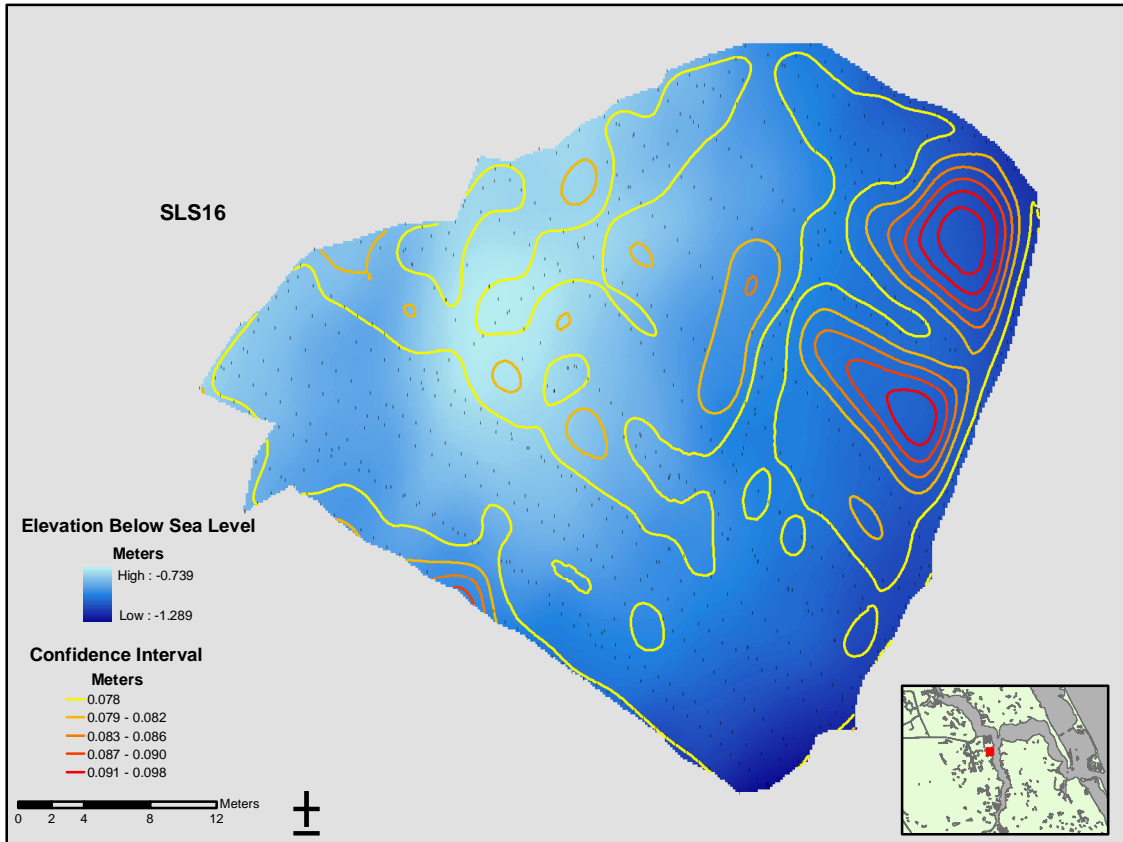 SLS16
Elevation Below Sea Level
Meters
High : -0.739
Low : -1.289
Confidence Interval
Meters
0.078
0.079 - 0.082
0.083 - 0.086
0.087 - 0.090
0.091 - 0.098
Meters
0 2 4 8 12